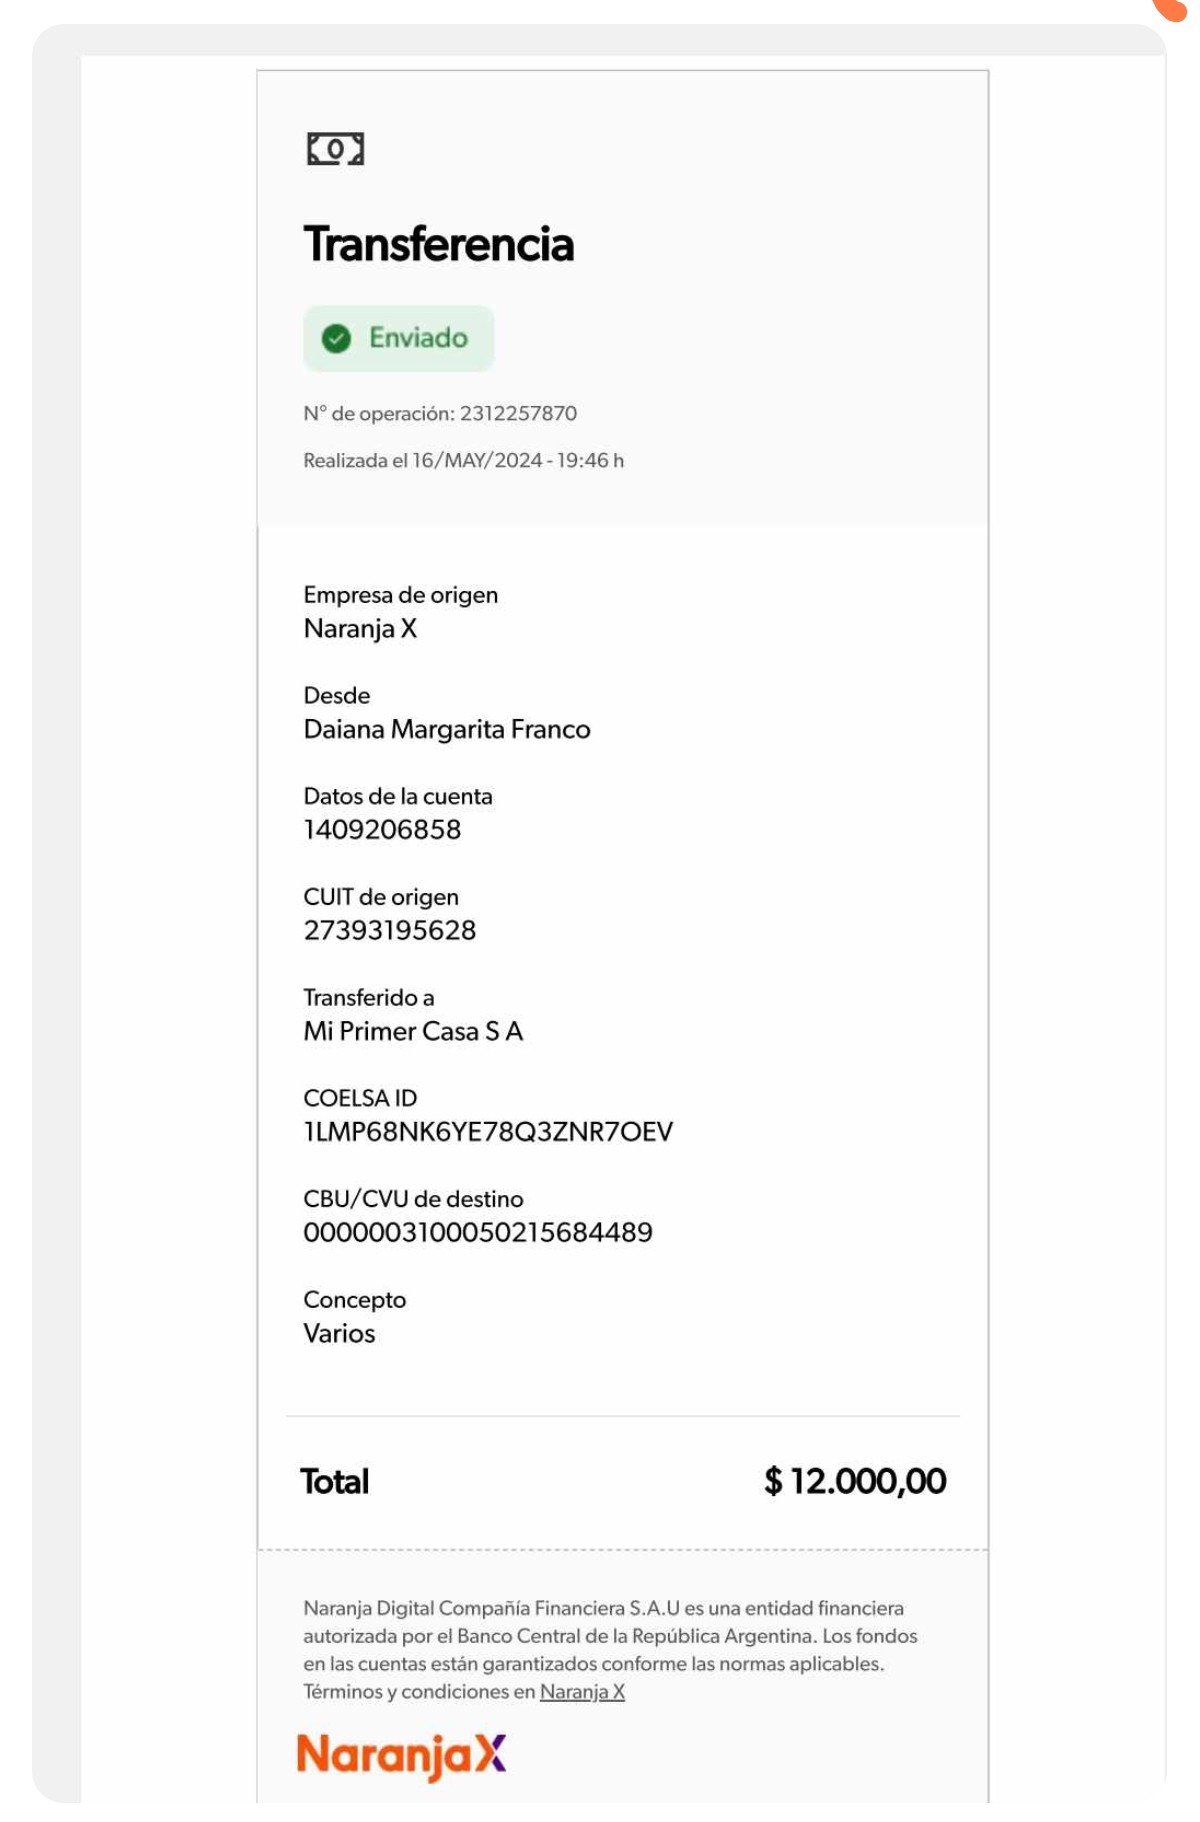 Transferencia
Enviado
N° de operación: 2312257870
Realizada el 16/MAY/2024 - 19:46 h
Empresa de origen
Naranja X
Desde
Daiana Margarita Franco
Datos de la cuenta
1409206858
CUIT de origen
27393195628
Transferido a
Mi Primer Casa S A
COELSA ID
1LMP68NK6YE78Q3ZNR7OEV
CBU/CVU de destino
0000003100050215684489
Concepto
Varios
Total $ 12.000,00
Naranja Digital Compañía Financiera S.A.U es una entidad financiera
autorizada por el Banco Central de la República Argentina. Los fondos
en las cuentas están garantizados conforme las normas aplicables.
Términos y condiciones en Naranja X
NaranjaX